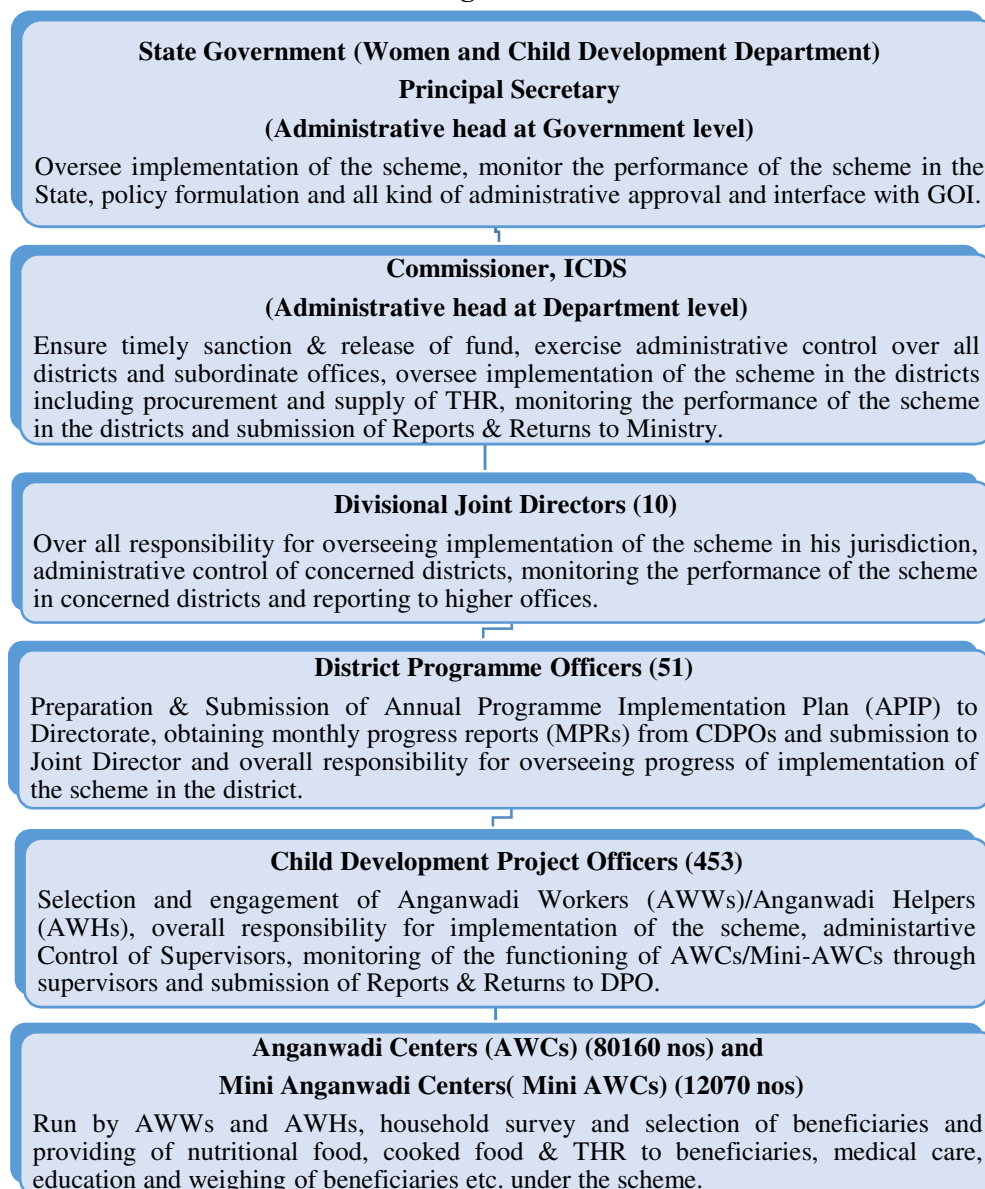 State Government (Women and Child Development Department)
Principal Secretary
(Administrative head at Government level)
Oversee implementation of the scheme, monitor the performance of the scheme in the
State, policy formulation and all kind of administrative approval and interface with GOI.
Commissioner, ICDS
(Administrative head at Department level)
Ensure timely sanction & release of fund, exercise administrative control over all
districts and subordinate offices, oversee implementation of the scheme in the districts
including procurement and supply of THR, monitoring the performance of the scheme
in the districts and submission of Reports & Returns to Ministry.
Divisional Joint Directors (10)
Over all responsibility for overseeing implementation of the scheme in his jurisdiction,
administrative control of concerned districts, monitoring the performance of the scheme
in concerned districts and reporting to higher offices.
District Programme Officers (51)
Preparation & Submission of Annual Programme Implementation Plan (APIP) to
Directorate, obtaining monthly progress reports (MPRs) from CDPOs and submission to
Joint Director and overall responsibility for overseeing progress of implementation of
the scheme in the district.
Child Development Project Officers (453)
Selection and engagement of Anganwadi Workers (AWWs)/Anganwadi Helpers
(AWHs), overall responsibility for implementation of the scheme, administartive
Control of Supervisors, monitoring of the functioning of AWCs/Mini-AWCs through
supervisors and submission of Reports & Returns to DPO.
Anganwadi Centers (AWCs) (80160 nos) and
Mini Anganwadi Centers( Mini AWCs) (12070 nos)
Run by AWWs and AWHs, household survey and selection of beneficiaries and
providing of nutritional food, cooked food & THR to beneficiaries, medical care,
education and weighing of beneficiaries etc. under the scheme.